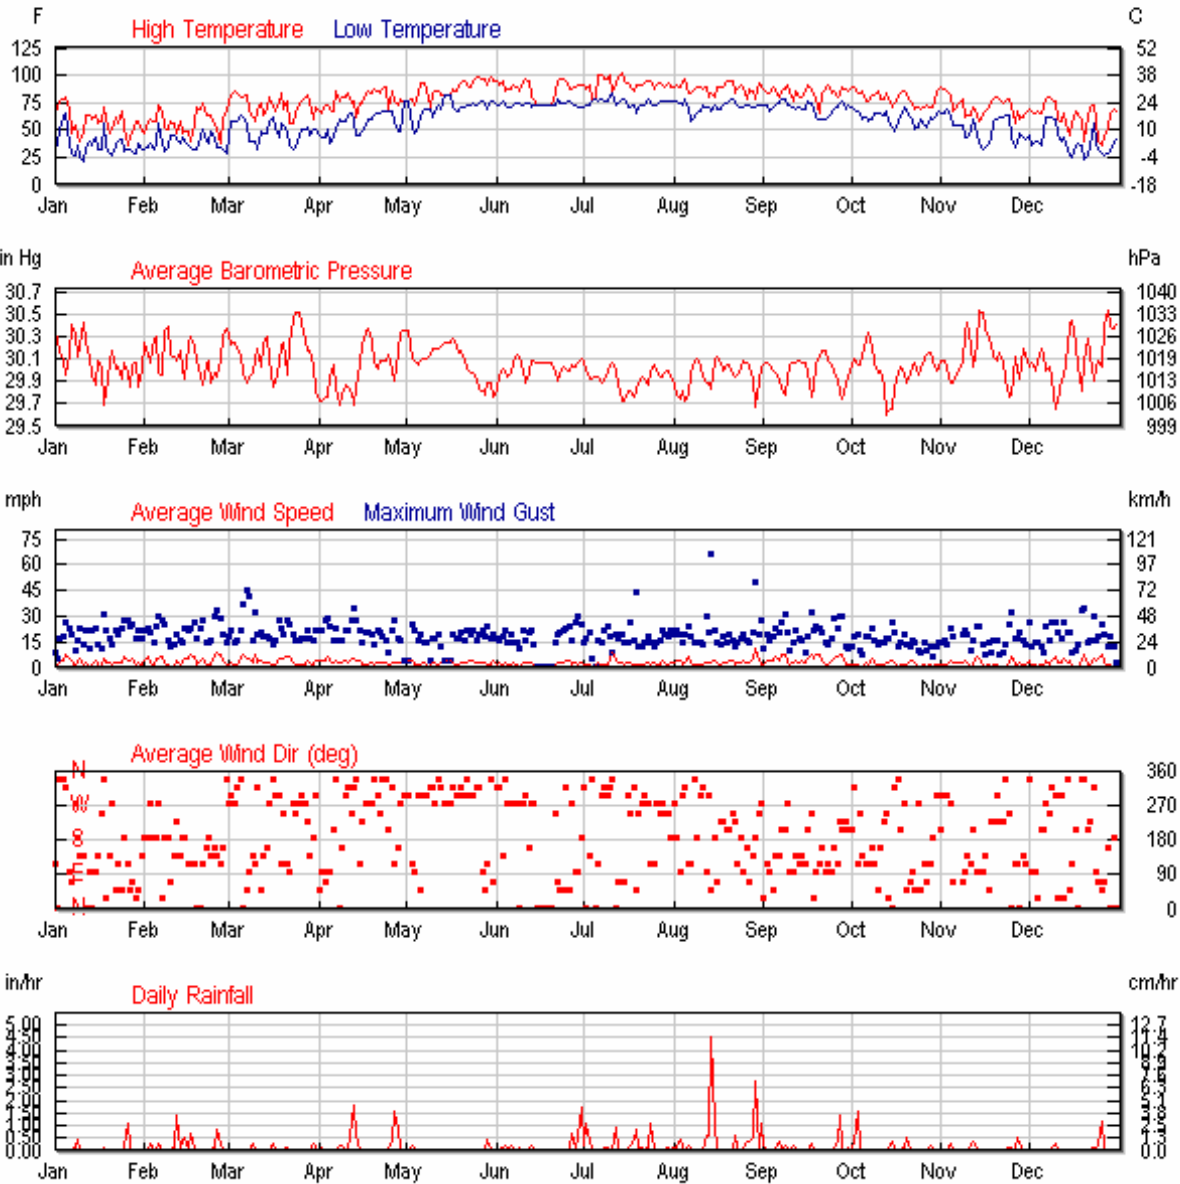 F C
High Temperature Low Temperature
125 52
100 38
75 24
50 10
25 -4
0 -18
Jan Feb Mar Apr May Jun Jul Aug Sep Oct Nov Dec
in Hg hPa
Average Barometric Pressure
30.7 1040
30.5 1033
30.3 1026
30.1 1019
29.9 1013
29.7 1006
29.5 999
Jan Feb Mar Apr May Jun Jul Aug Sep Oct Nov Dec
mph km/h
Average Wind Speed Maximum Wind Gust
75 121
60 97
45 72
30 48
15 24
0 0
Jan Feb Mar Apr May Jun Jul Aug Sep Oct Nov Dec
Average Wind Dir (deg)
360
270
180
90
0
Jan Feb Mar Apr May Jun Jul Aug Sep Oct Nov Dec
in/hr cm/hr
Daily Rainfall
5.00 12.7
4.50 11.4
4.00 10.2
0.00 0.0
Jan Feb Mar Apr May Jun Jul Aug Sep Oct Nov Dec